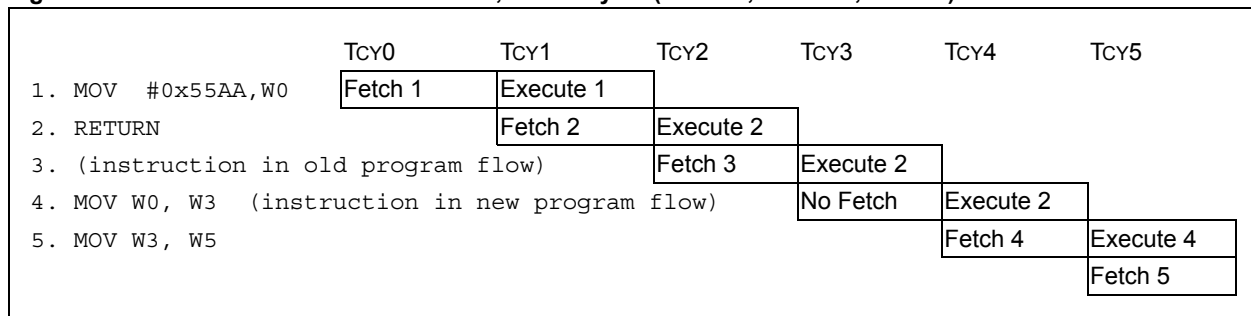 TCY0 TCY1 TCY2 TCY3 TCY4 TCY5
1. MOV #0x55AA,W0 Fetch 1 Execute 1
2. RETURN Fetch 2 Execute 2
3. (instruction in old program flow) Fetch 3 Execute 2
4. MOV W0, W3 (instruction in new program flow) No Fetch Execute 2
5. MOV W3, W5 Fetch 4 Execute 4
Fetch 5